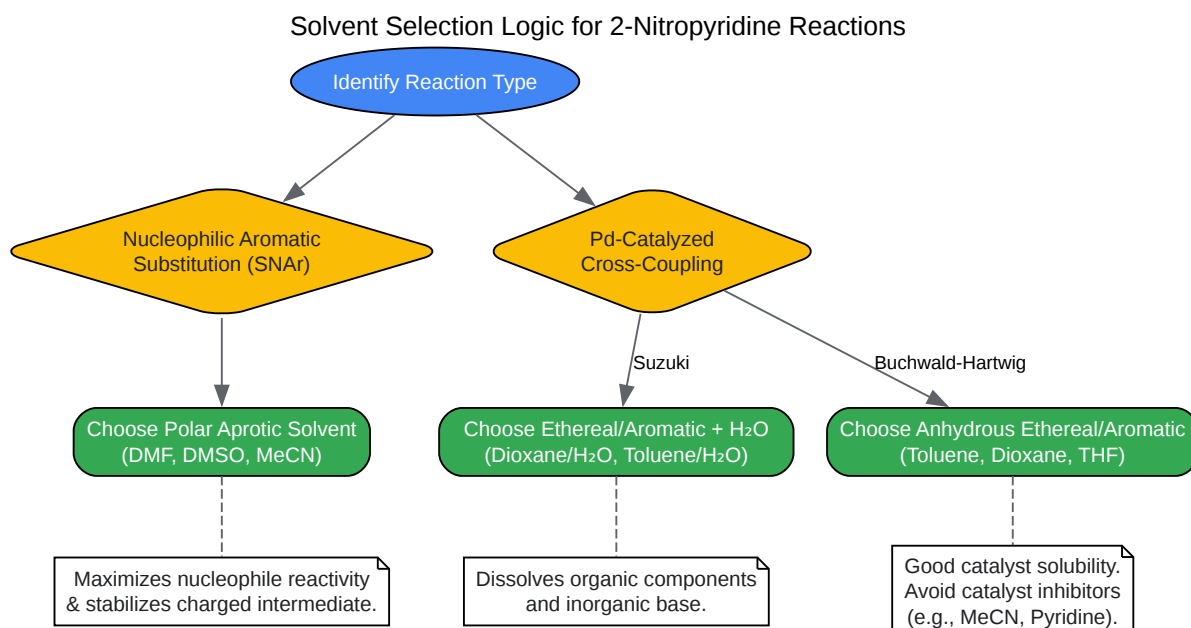 Solvent Selection Logic for 2-Nitropyridine Reactions
Identify Reaction Type
Nucleophilic Aromatic
Substitution (SNAr)
Pd-Catalyzed
Cross-Coupling
Suzuki
Buchwald-Hartwig
Choose Polar Aprotic Solvent
(DMF, DMSO, MeCN)
Choose Ethereal/Aromatic + H₂O
(Dioxane/H₂O, Toluene/H₂O)
Choose Anhydrous Ethereal/Aromatic
(Toluene, Dioxane, THF)
Maximizes nucleophile reactivity
& stabilizes charged intermediate.
Dissolves organic components
and inorganic base.
Good catalyst solubility.
Avoid catalyst inhibitors
(e.g., MeCN, Pyridine).